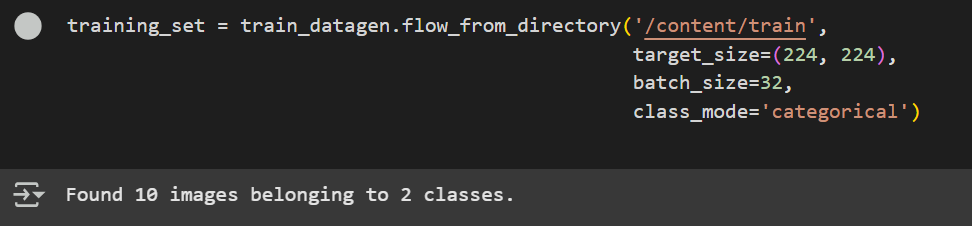 training_set = train_datagen.flow_from_directory('/content/train',
target_size=(224, 224),
batch_size=32,
class_mode='categorical')
Found 10 images belonging to 2 classes.